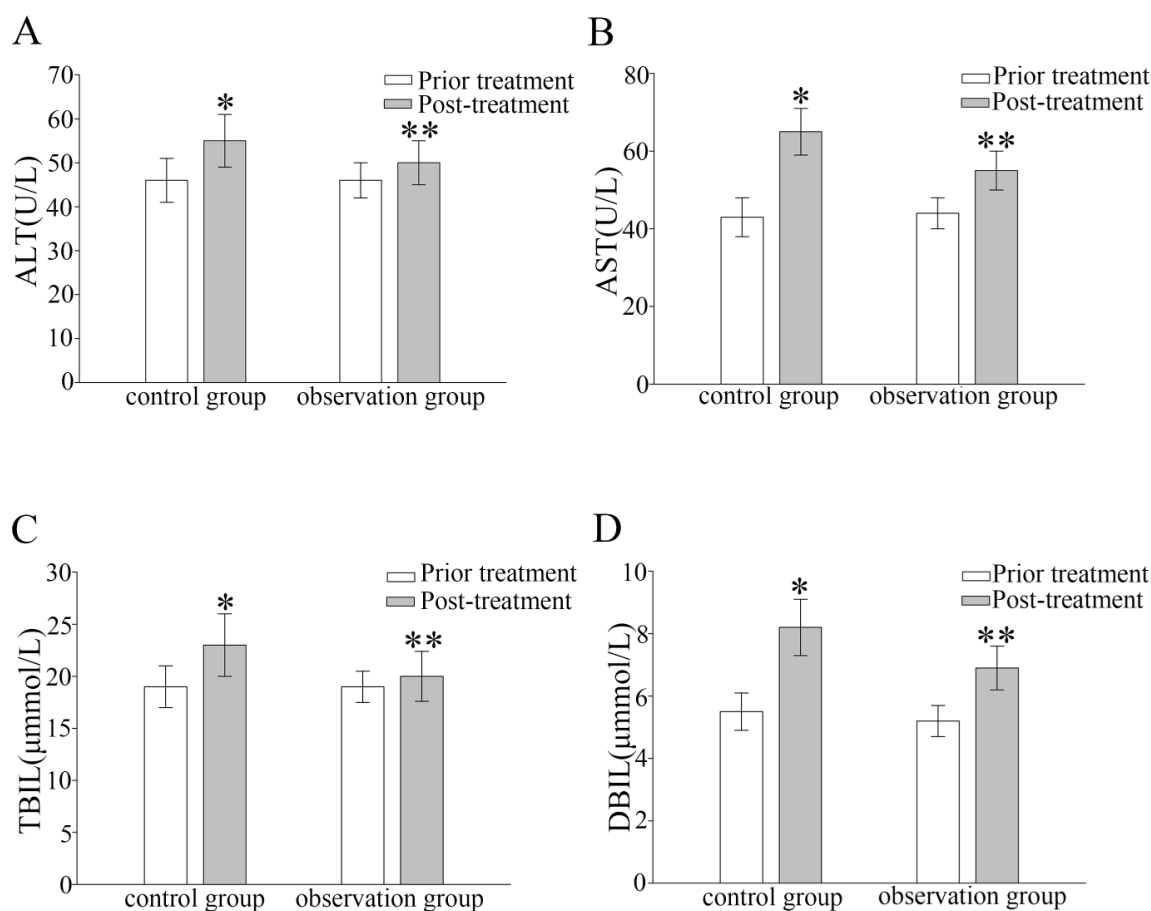 A
ALT(U/L)
70
60
50
40
30
20
10
0
Prior treatment
Post-treatment
*
**
control group
observation group
B
AST(U/L)
80
60
40
20
0
Prior treatment
Post-treatment
*
**
control group
observation group
C
TBIL(μmmol/L)
30
25
20
15
10
5
0
Prior treatment
Post-treatment
*
**
control group
observation group
D
DBIL(μmmol/L)
10
8
6
4
2
0
Prior treatment
Post-treatment
*
**
control group
observation group